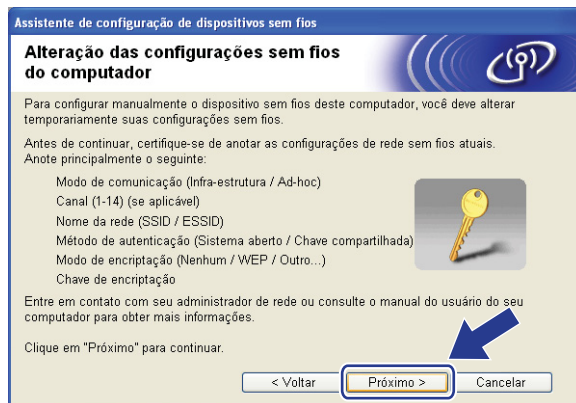 Assistente de configuração de dispositivos sem fios
Alteração das configurações sem fios
do computador
Para configurar manualmente o dispositivo sem fios deste computador, você deve alterar
temporariamente suas configurações sem fios.
Antes de continuar, certifique-se de anotar as configurações de rede sem fios atuais.
Anote principalmente o seguinte:
Modo de comunicação (Infra-estrutura / Ad-hoc)
Canal (1-14) (se aplicável)
Nome da rede (SSID / ESSID)
Método de autenticação (Sistema aberto / Chave compartilhada)
Modo de encriptação (Nenhum / WEP / Outro...)
Chave de encriptação
Entre em contato com seu administrador de rede ou consulte o manual do usuário do seu
computador para obter mais informações.
Clique em "Próximo" para continuar.
< Voltar
Próximo >
Cancelar